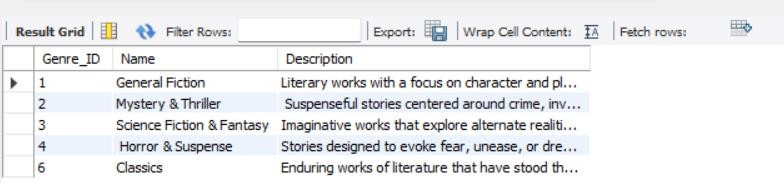 Result Grid Filter Rows: Export: Wrap Cell Content: Fetch rows:
Genre_ID Name Description
1 General Fiction Literary works with a focus on character and pl...
2 Mystery & Thriller Suspenseful stories centered around crime, inv...
3 Science Fiction & Fantasy Imaginative works that explore alternate realiti...
4 Horror & Suspense Stories designed to evoke fear, unease, or dre...
6 Classics Enduring works of literature that have stood th...